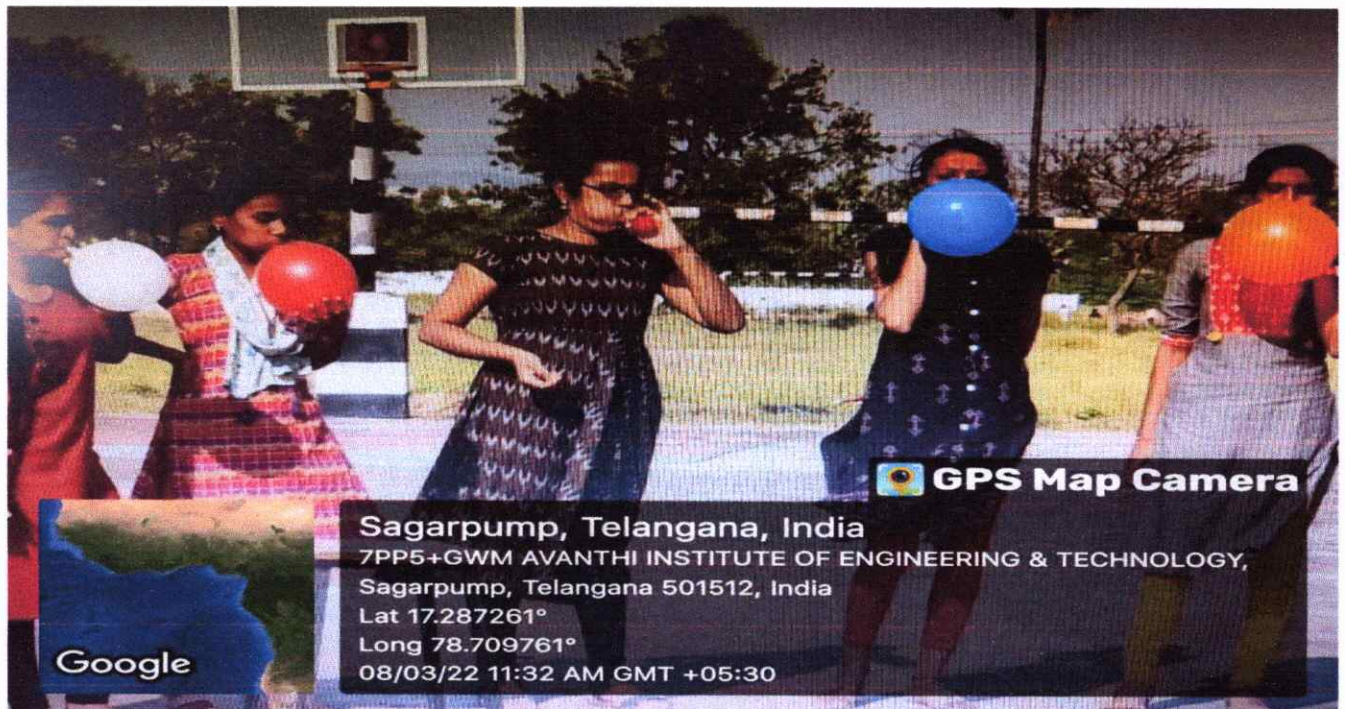 GPS Map Camera
Sagarpump, Telangana, India
7PP5+GWM AVANTHI INSTITUTE OF ENGINEERING & TECHNOLOGY,
Sagarpump, Telangana 501512, India
Lat 17.287261°
Long 78.709761°
08/03/22 11:32 AM GMT +05:30
Google